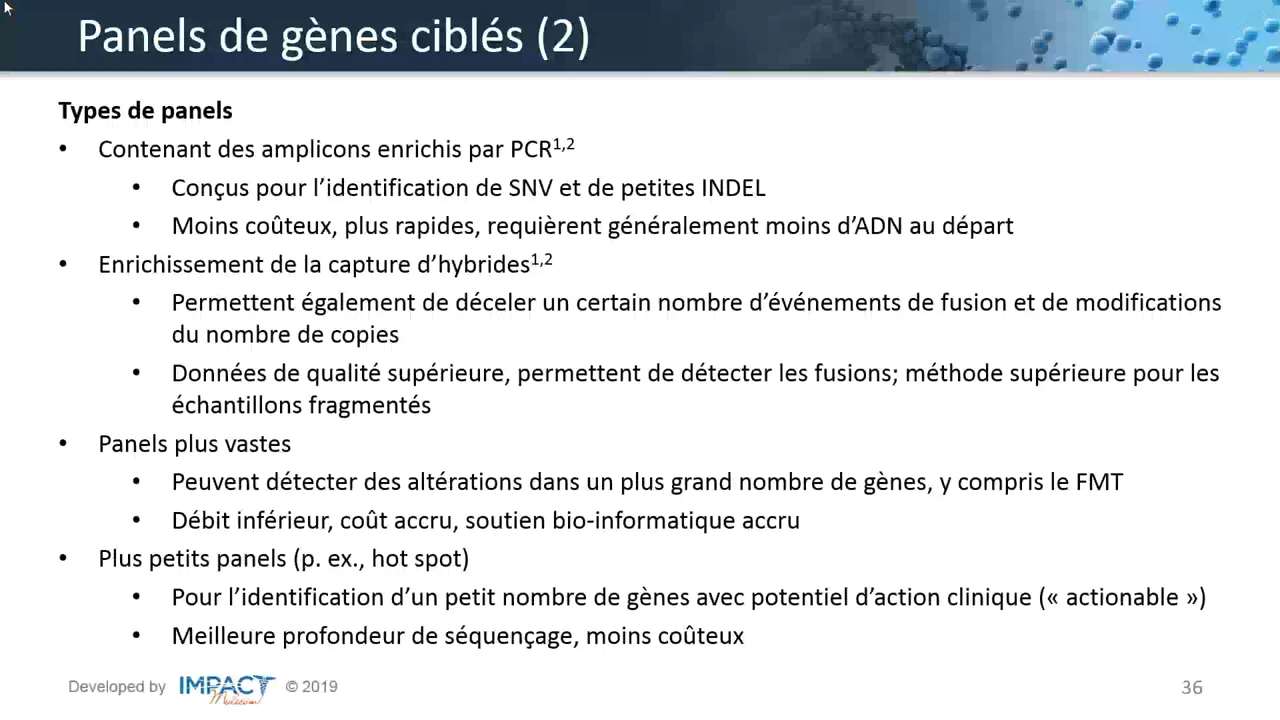 Panels de gènes ciblés (2)
Types de panels
• Contenant des amplicons enrichis par PCR1,2
• Conçus pour l’identification de SNV et de petites INDEL
• Moins coûteux, plus rapides, requièrent généralement moins d’ADN au départ
• Enrichissement de la capture d’hybrides1,2
• Permettent également de déceler un certain nombre d’événements de fusion et de modifications
du nombre de copies
• Données de qualité supérieure, permettent de détecter les fusions; méthode supérieure pour les
échantillons fragmentés
• Panels plus vastes
• Peuvent détecter des altérations dans un plus grand nombre de gènes, y compris le FMT
• Débit inférieur, coût accru, soutien bio-informatique accru
• Plus petits panels (p. ex., hot spot)
• Pour l’identification d’un petit nombre de gènes avec potentiel d’action clinique (« actionable »)
• Meilleure profondeur de séquençage, moins coûteux
Developed by IMPACT Medicom © 2019
36